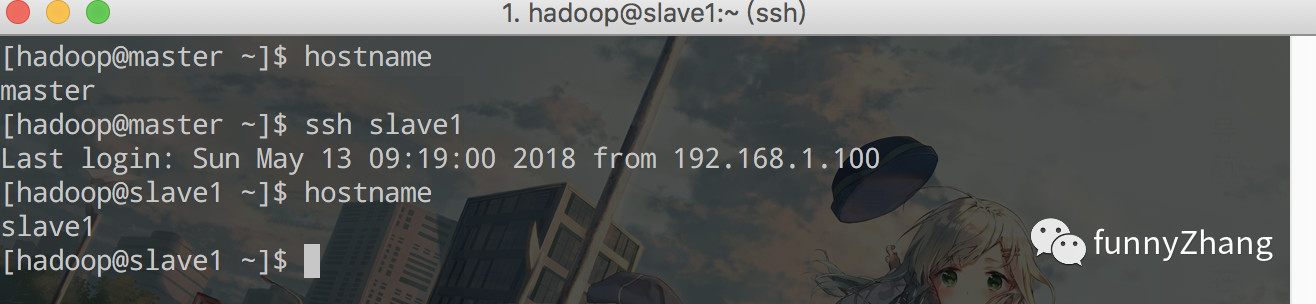 1. hadoop@slave1:~ (ssh)
[hadoop@master ~]$ hostname
master
[hadoop@master ~]$ ssh slave1
Last login: Sun May 13 09:19:00 2018 from 192.168.1.100
[hadoop@slave1 ~]$ hostname
slave1
[hadoop@slave1 ~]$
funnyZhang